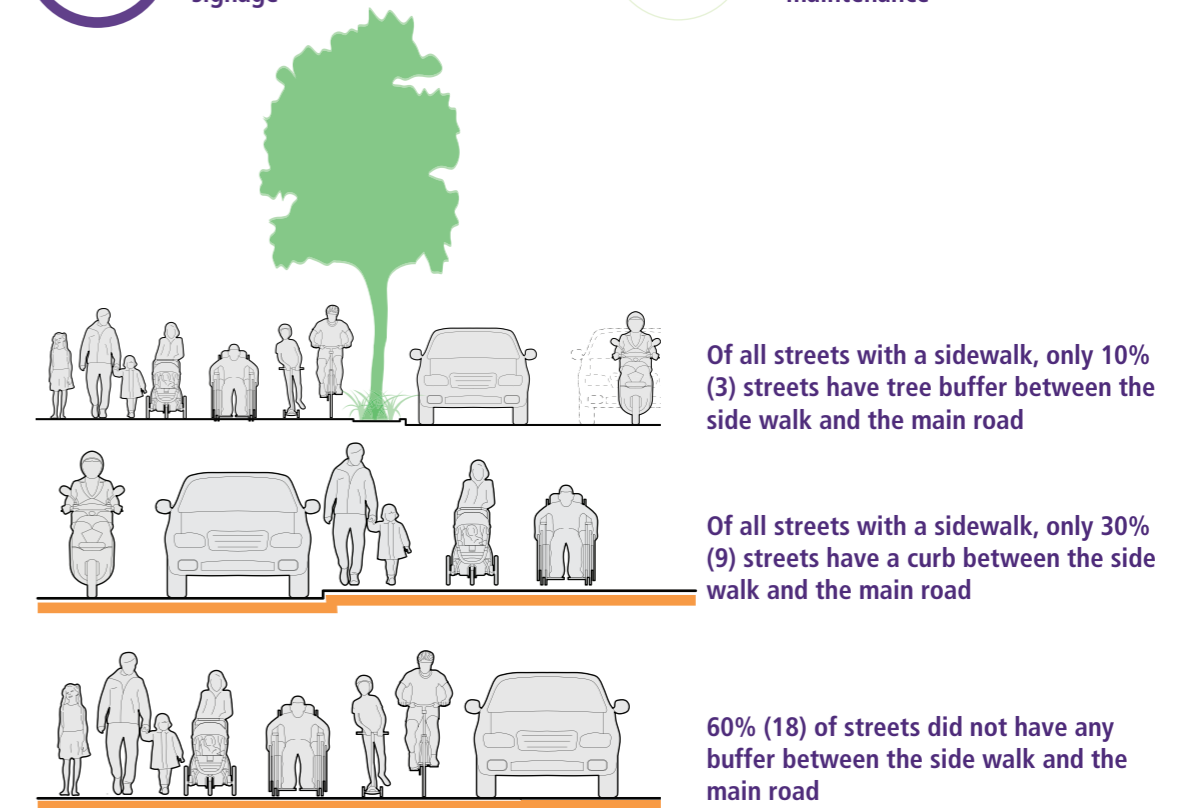 signage
maintenance
Of all streets with a sidewalk, only 10%
(3) streets have tree buffer between the
side walk and the main road
Of all streets with a sidewalk, only 30%
(9) streets have a curb between the side
walk and the main road
60% (18) of streets did not have any
buffer between the side walk and the
main road